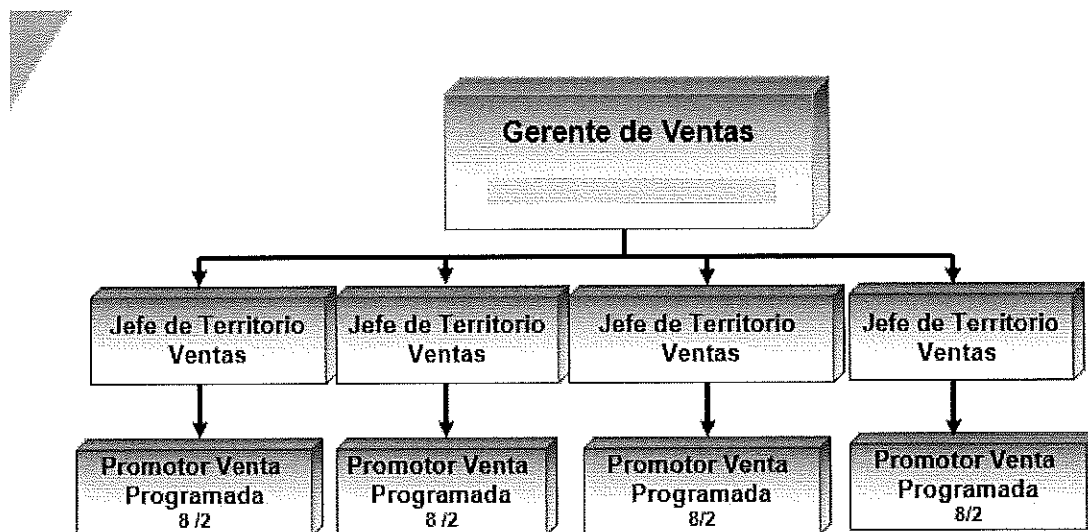 Gerente de Ventas
Jefe de Territorio
Ventas
Jefe de Territorio
Ventas
Jefe de Territorio
Ventas
Jefe de Territorio
Ventas
Promotor Venta
Programada
8 /2
Promotor Venta
Programada
8 /2
Promotor Venta
Programada
8/2
Promotor Venta
Programada
8/2